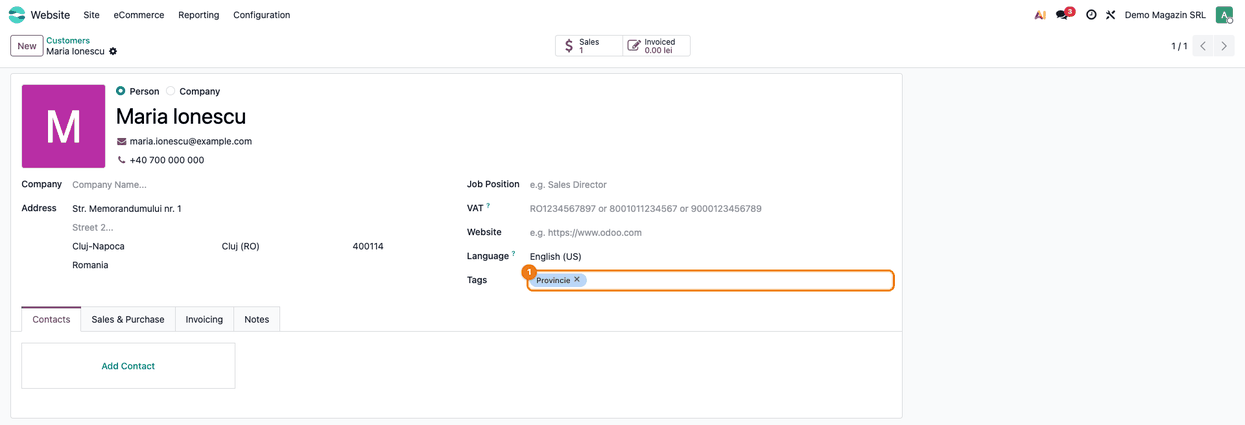 Website Site eCommerce Reporting Configuration AI 3 Demo Magazin SRL A
New Customers Sales 1 Invoiced 0.00 lei 1 / 1
Maria Ionescu
M
Person Company
Maria Ionescu
maria.ionescu@example.com
+40 700 000 000
Company Company Name... Job Position e.g. Sales Director
Address Str. Memorandumului nr. 1 VAT ? RO1234567897 or 8001011234567 or 9000123456789
Street 2... Website e.g. https://www.odoo.com
Cluj-Napoca Cluj (RO) 400114 Language ? English (US)
Romania
1
Tags Provincie ×
Contacts Sales & Purchase Invoicing Notes
Add Contact